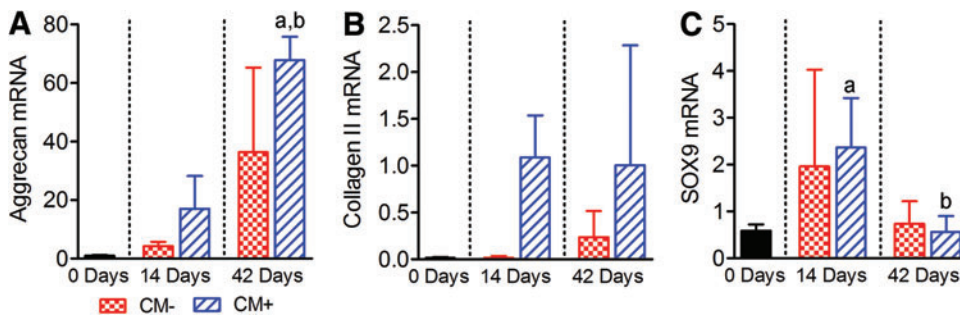 A
Aggrecan mRNA
80
60
40
20
0
a,b
0 Days 14 Days 42 Days
CM- CM+
B
Collagen II mRNA
2.5
2.0
1.5
1.0
0.5
0.0
0 Days 14 Days 42 Days
C
SOX9 mRNA
5
4
3
2
1
0
a
b
0 Days 14 Days 42 Days